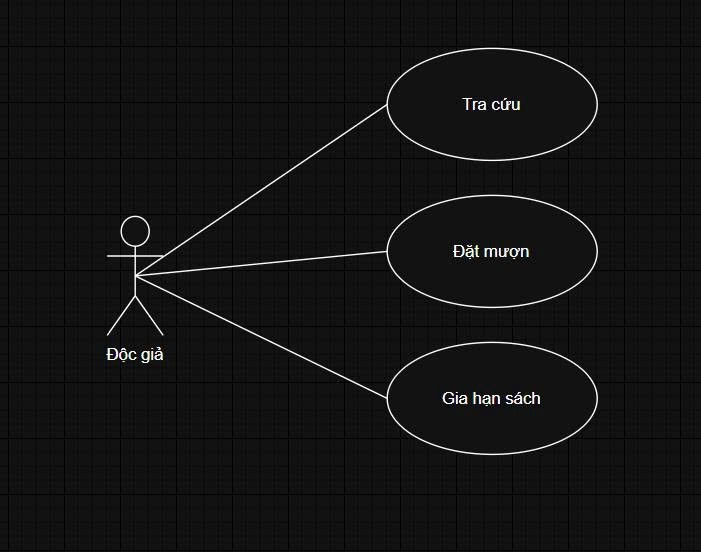 Tra cứu
Đặt mượn
Độc giả
Gia hạn sách